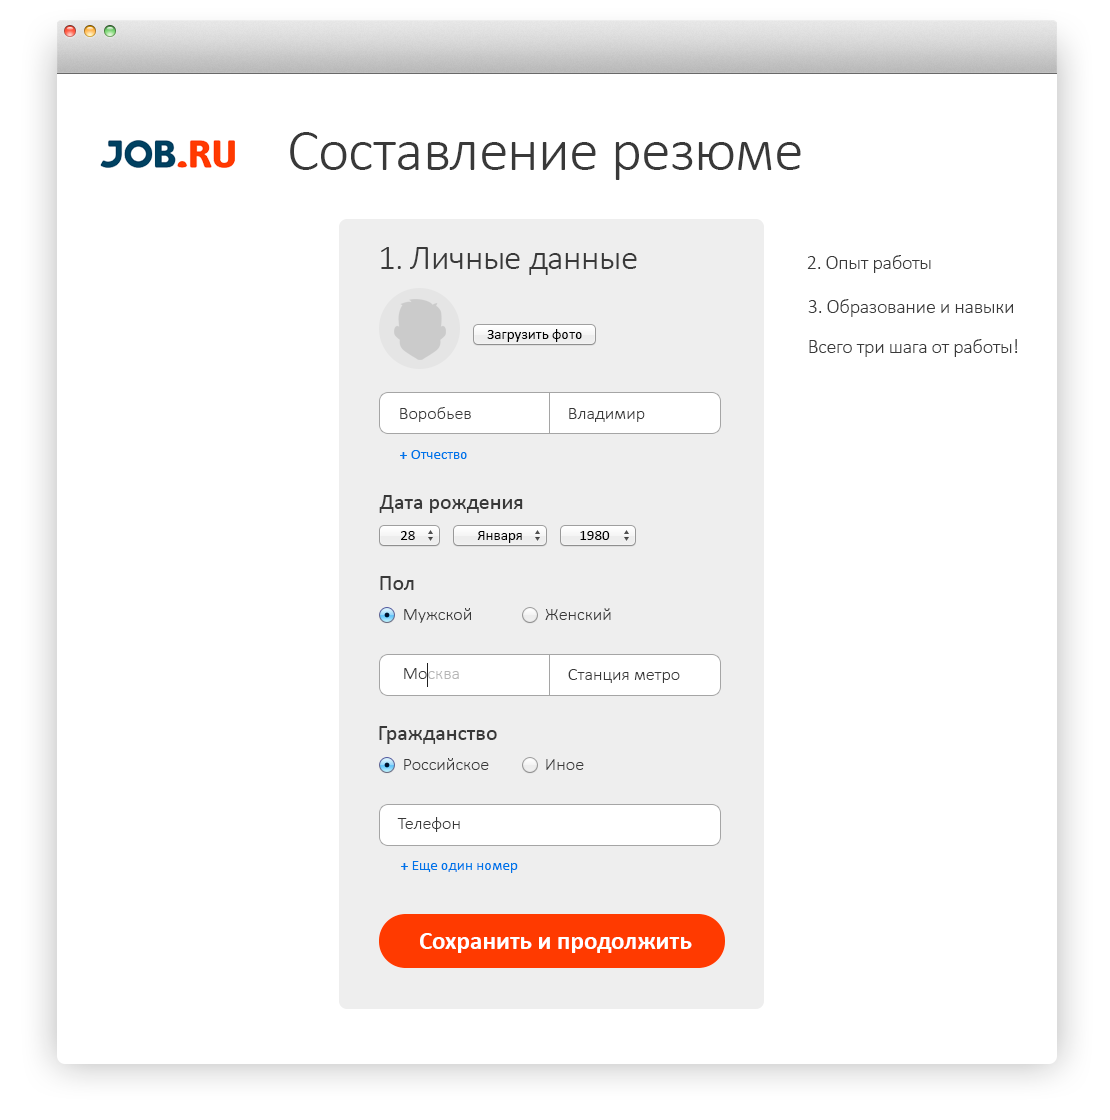 JOB.RU
Составление резюме
1. Личные данные
Загрузить фото
Воробьев Владимир
+ Отчество
Дата рождения
28 Января 1980
Пол
Мужской Женский
Москва Станция метро
Гражданство
Российское Иное
Телефон
+ Еще один номер
Сохранить и продолжить
2. Опыт работы
3. Образование и навыки
Всего три шага от работы!